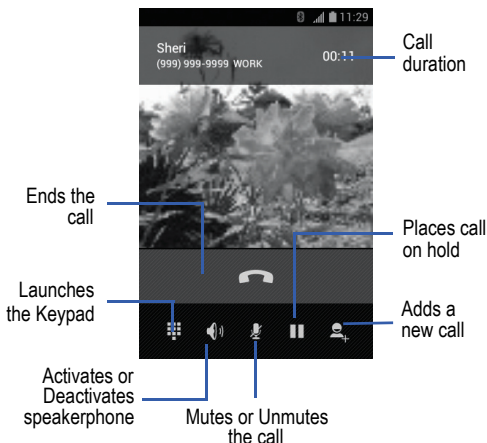 11:29
Sheri
(999) 999-9999 WORK
00:11
Call
duration
Ends the
call
Places call
on hold
Launches
the Keypad
Adds a
new call
Activates or
Deactivates
speakerphone
Mutes or Unmutes
the call